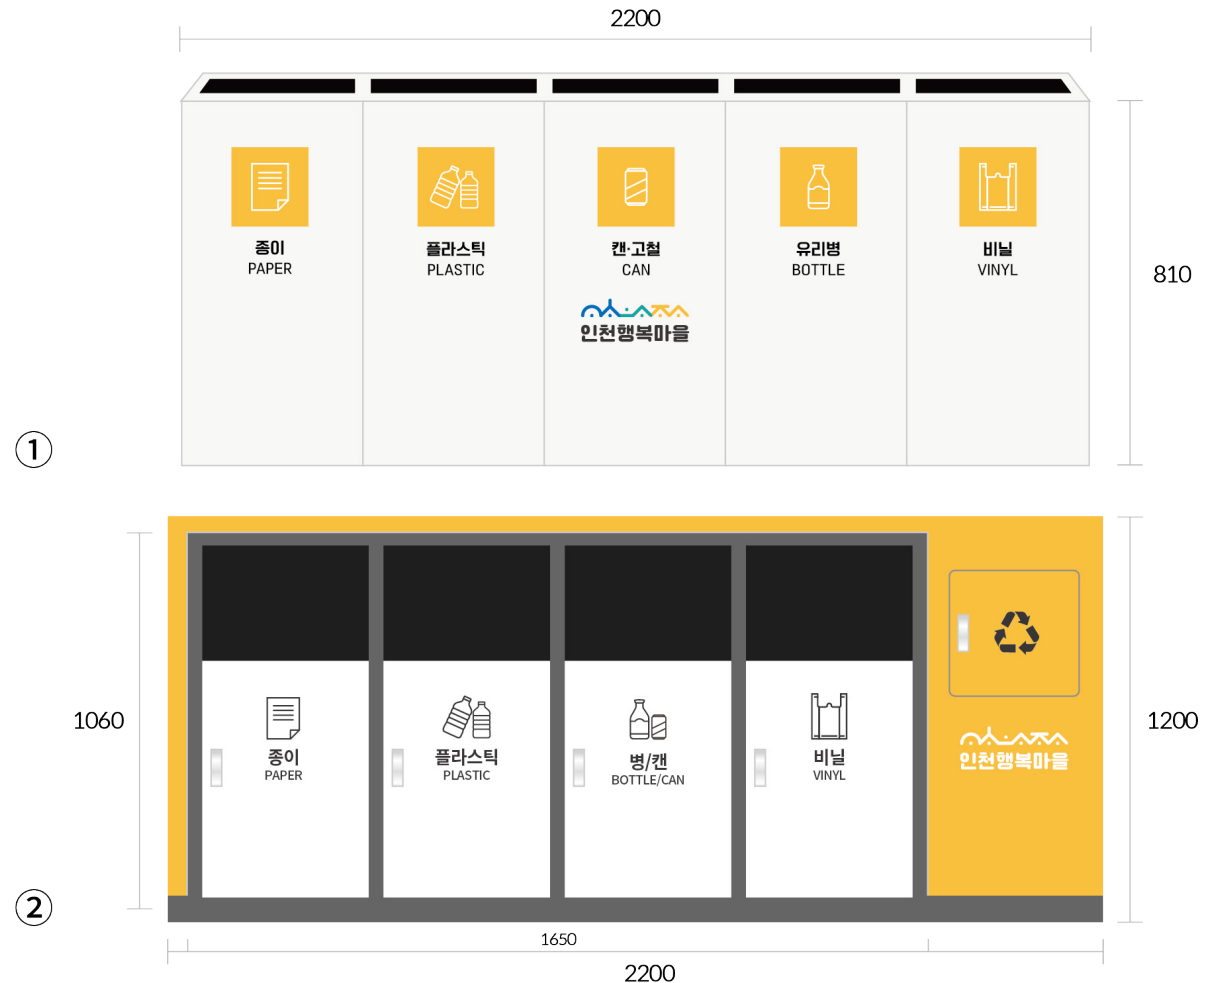 2200
종이
PAPER
플라스틱
PLASTIC
캔·고철
CAN
유리병
BOTTLE
비닐
VINYL
인천행복마을
810
①
종이
PAPER
플라스틱
PLASTIC
병/캔
BOTTLE/CAN
비닐
VINYL
인천행복마을
1060
1200
②
1650
2200